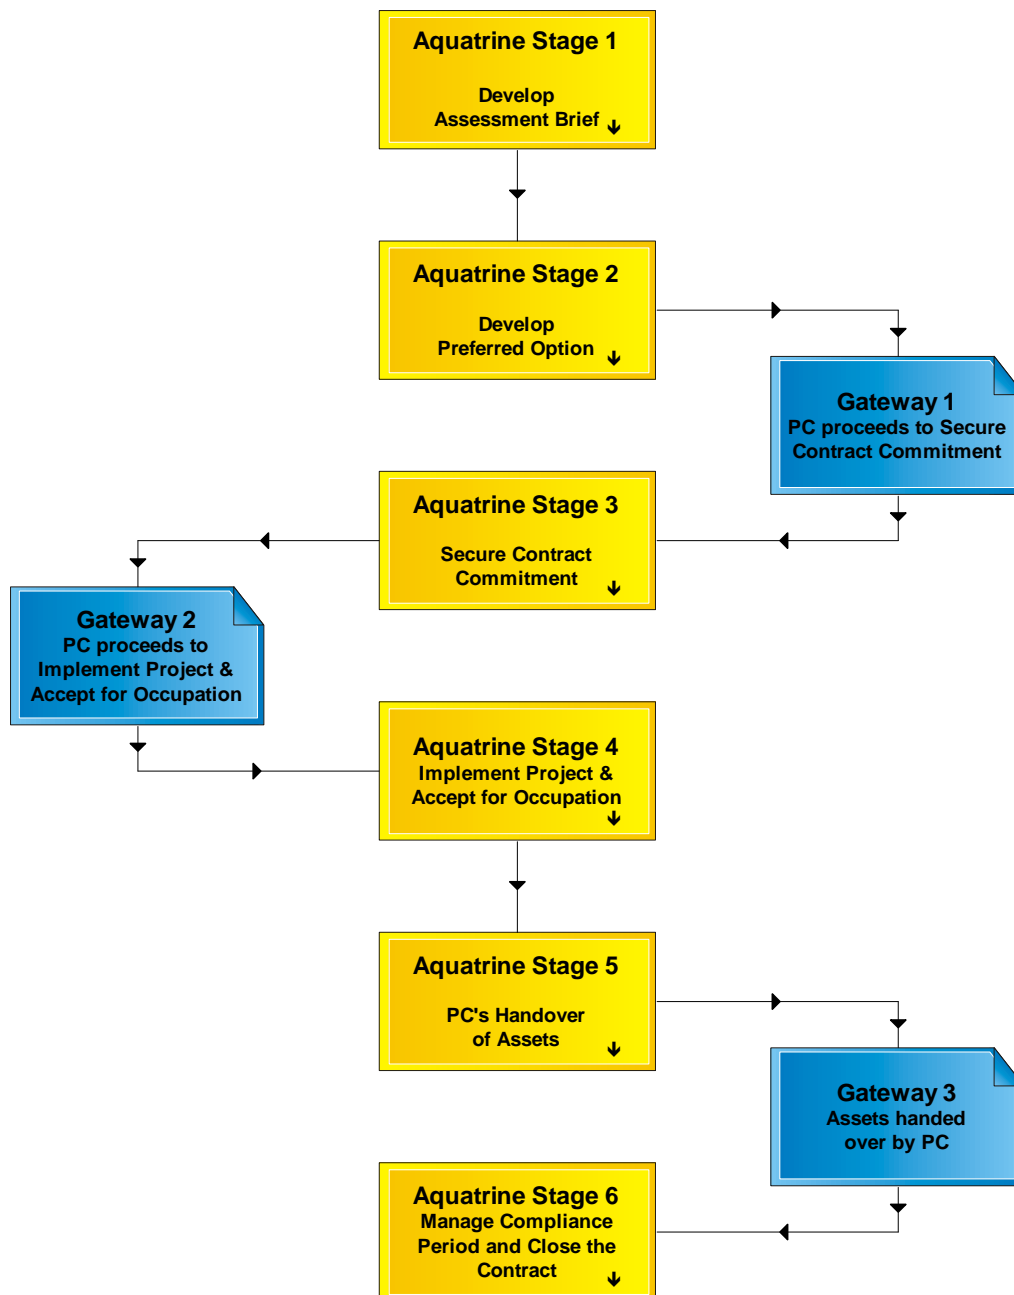 Aquatrine Stage 1
Develop
Assessment Brief
Aquatrine Stage 2
Develop
Preferred Option
Gateway 1
PC proceeds to Secure
Contract Commitment
Aquatrine Stage 3
Secure Contract
Commitment
Gateway 2
PC proceeds to
Implement Project &
Accept for Occupation
Aquatrine Stage 4
Implement Project &
Accept for Occupation
Aquatrine Stage 5
PC's Handover
of Assets
Gateway 3
Assets handed
over by PC
Aquatrine Stage 6
Manage Compliance
Period and Close the
Contract